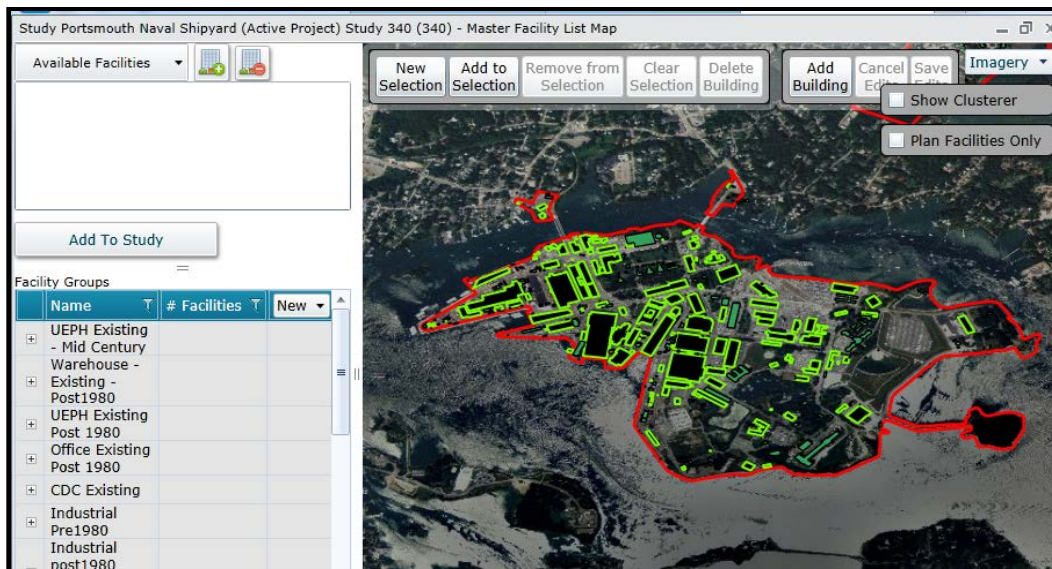 Study Portsmouth Naval Shipyard (Active Project) Study 340 (340) - Master Facility List Map
Available Facilities
New
Selection
Add to
Selection
Remove from
Selection
Clear
Selection
Delete
Building
Add
Building
Cancel
Edits
Save
Edits
Imagery
Show Clusterer
Plan Facilities Only
Add To Study
Facility Groups
Name
# Facilities
New
UEPH Existing
- Mid Century
Warehouse -
Existing -
Post1980
UEPH Existing
Post 1980
Office Existing
Post 1980
CDC Existing
Industrial
Pre1980
Industrial
post1980